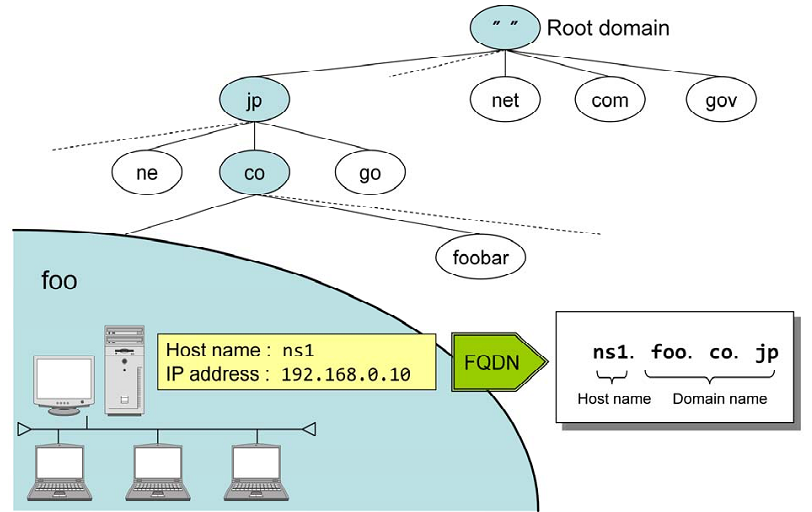 " " Root domain
jp
net
com
gov
ne
co
go
foobar
foo
Host name : ns1
IP address : 192.168.0.10
FQDN
ns1. foo. co. jp
Host name Domain name